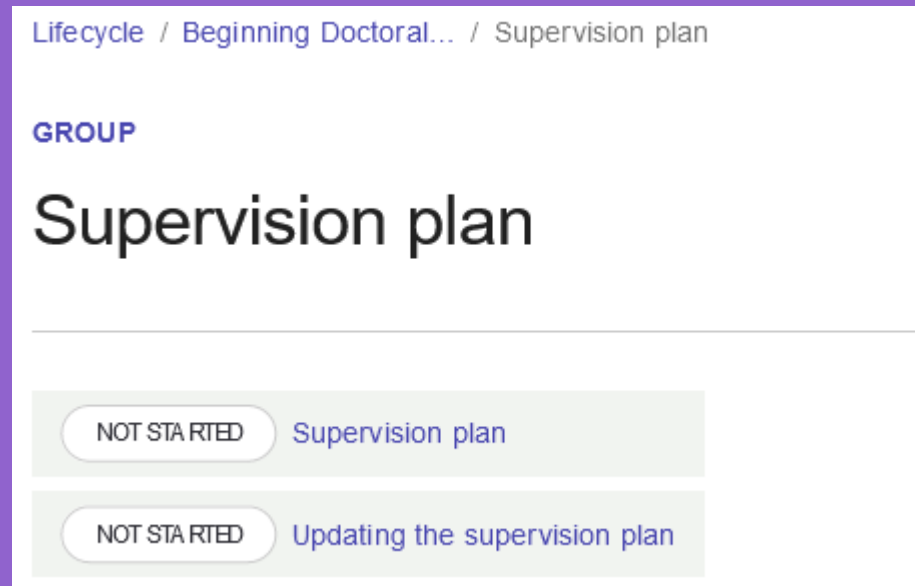 Lifecycle / Beginning Doctoral... / Supervision plan
GROUP
Supervision plan
NOT STARTED Supervision plan
NOT STARTED Updating the supervision plan